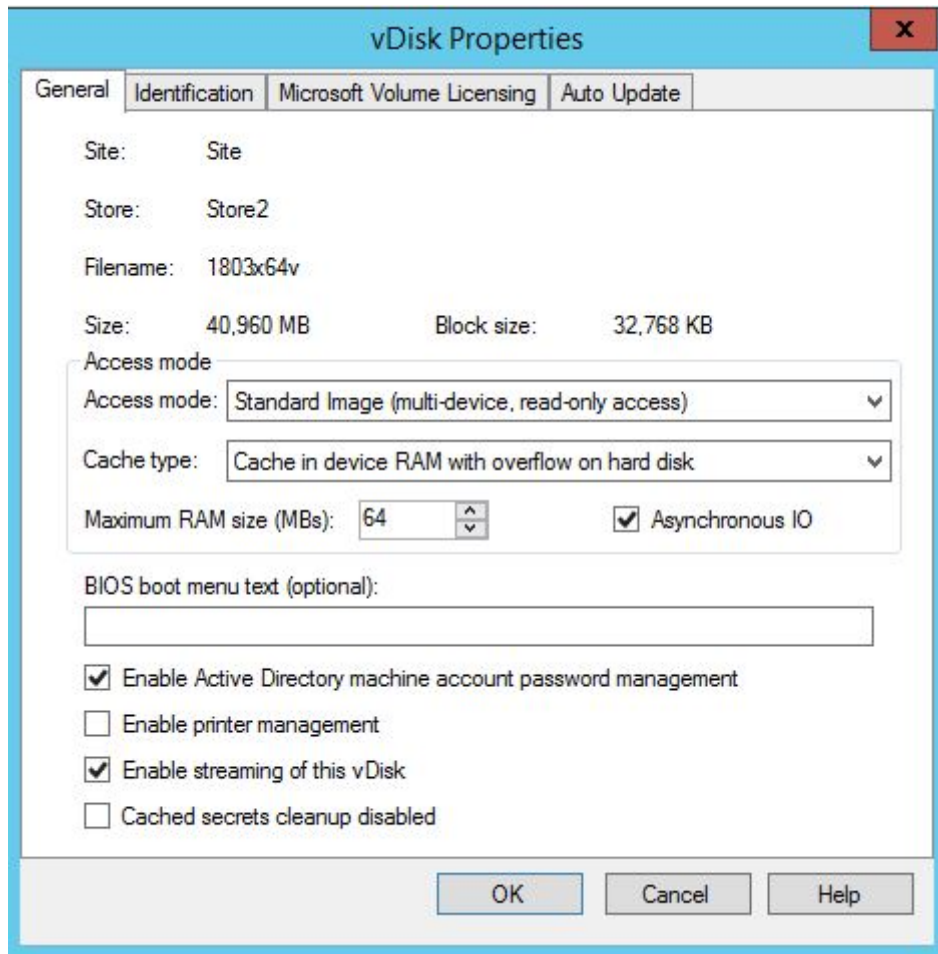 vDisk Properties
x
General Identification Microsoft Volume Licensing Auto Update
Site: Site
Store: Store2
Filename: 1803x64v
Size: 40,960 MB Block size: 32,768 KB
Access mode
Access mode: Standard Image (multi-device, read-only access)
Cache type: Cache in device RAM with overflow on hard disk
Maximum RAM size (MBs): 64 Asynchronous IO
BIOS boot menu text (optional):
Enable Active Directory machine account password management
Enable printer management
Enable streaming of this vDisk
Cached secrets cleanup disabled
OK Cancel Help